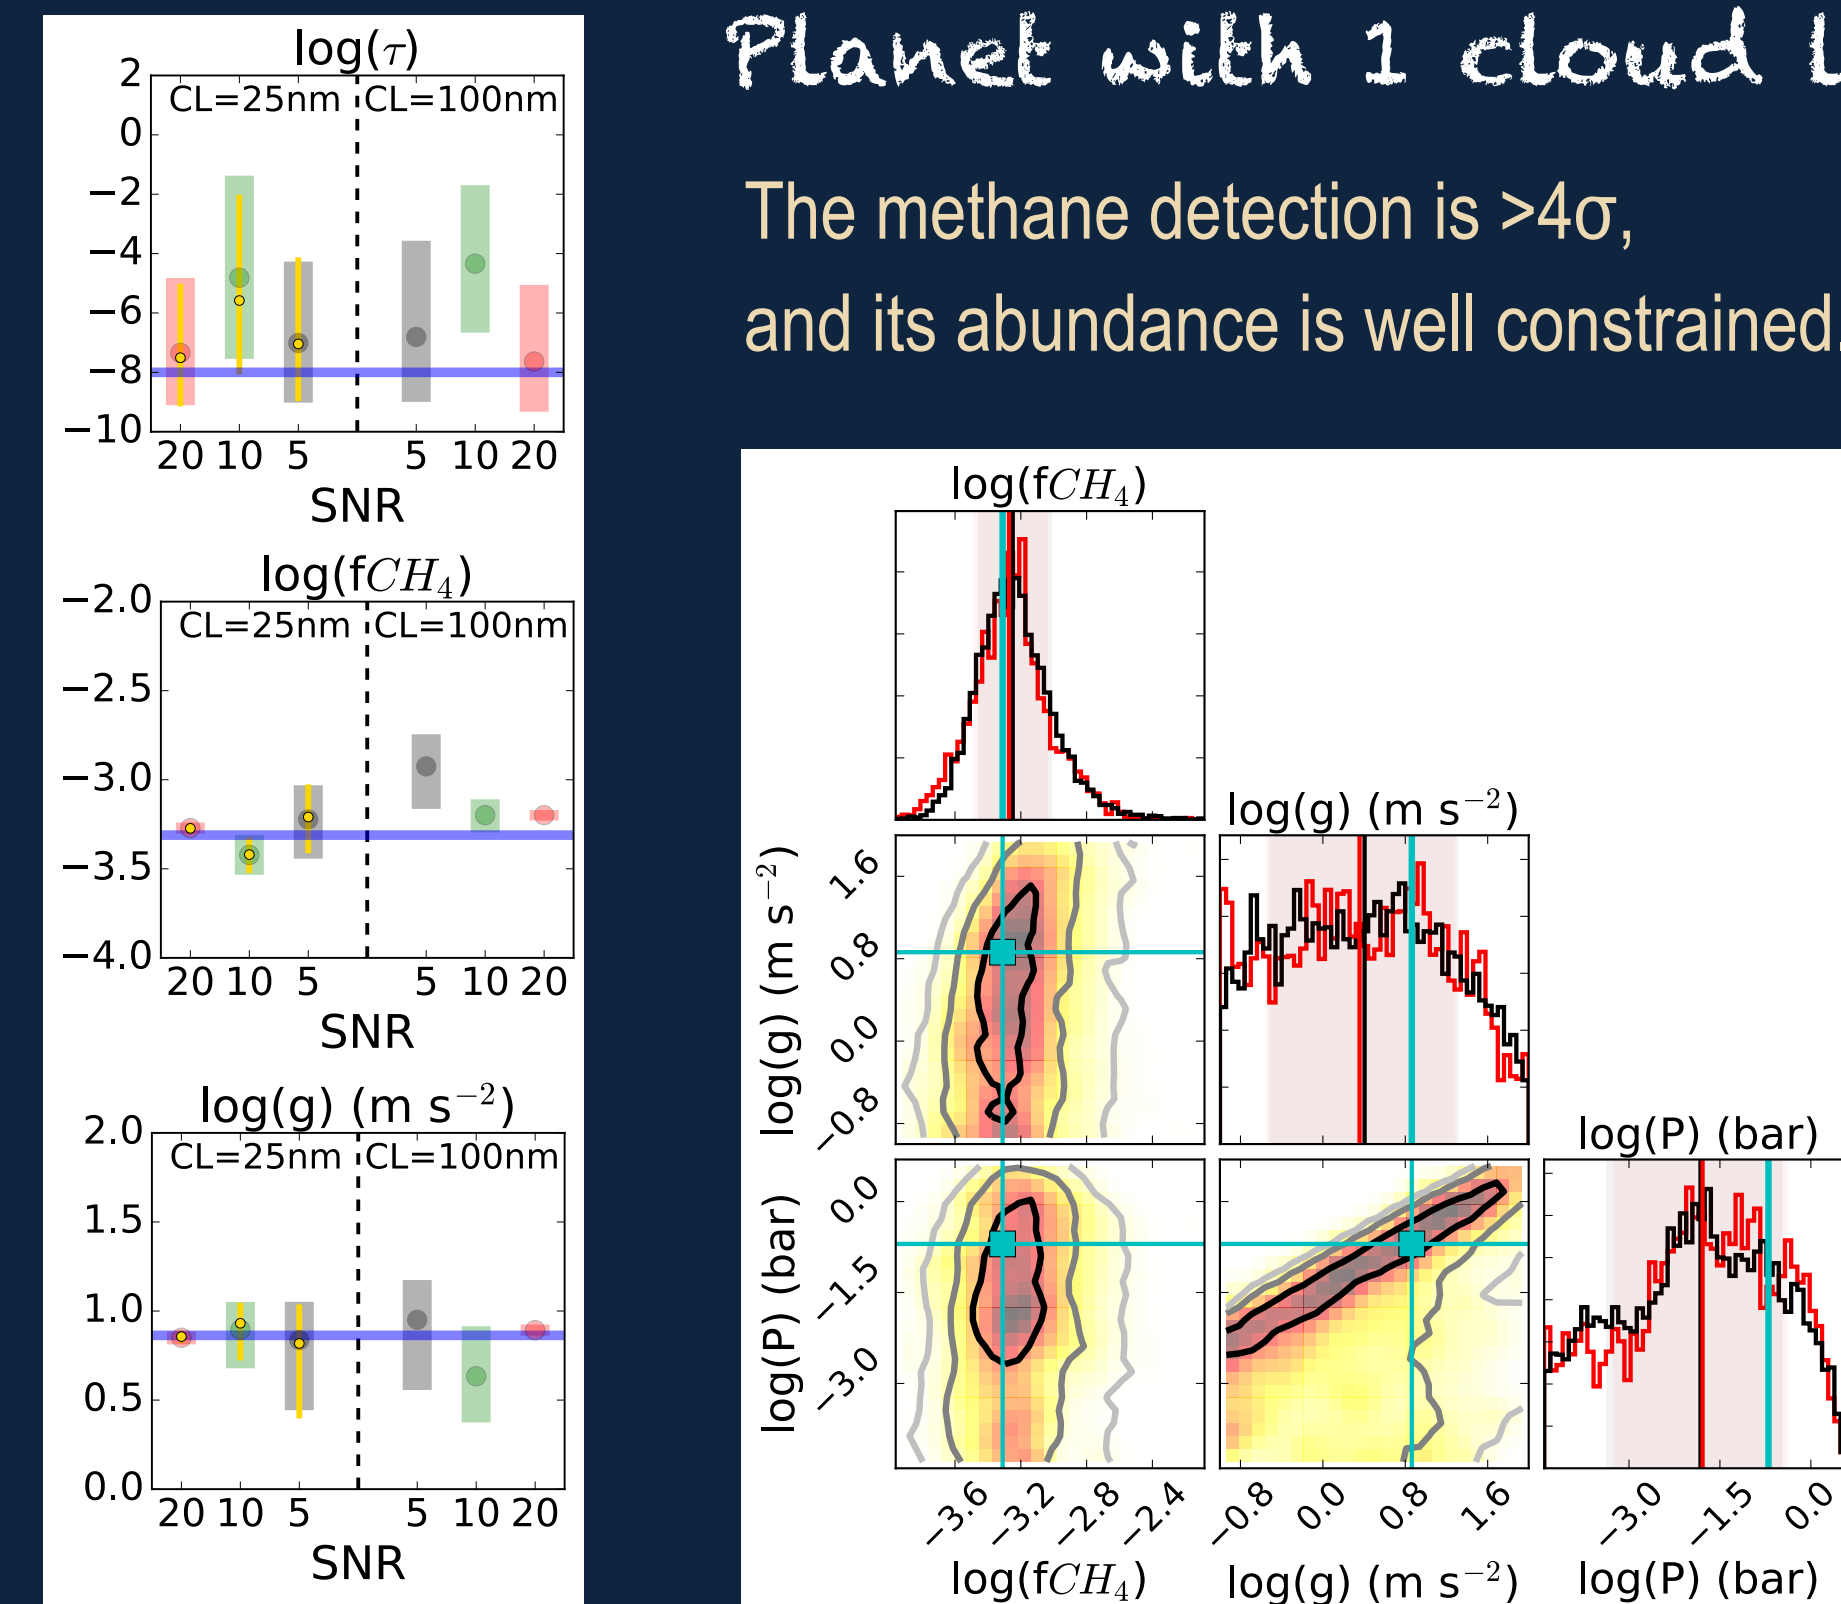 Planet with 1 cloud
The methane detection is >4σ,
and its abundance is well constrained.
log(τ)
CL=25nm CL=100nm
2
0
−2
−4
−6
−8
−10
20 10 5 5 10 20
SNR
log(fCH₄)
CL=25nm CL=100nm
−2.0
−2.5
−3.0
−3.5
−4.0
20 10 5 5 10 20
SNR
log(g) (m s⁻²)
CL=25nm CL=100nm
2.0
1.5
1.0
0.5
0.0
20 10 5 5 10 20
SNR
log(fCH₄)
log(g) (m s⁻²)
log(g) (m s⁻²)
1.6
0.8
0.0
−0.8
log(P) (bar)
log(P) (bar)
0.0
−1.5
−3.0
−3.6 −3.2 −2.8 −2.4
−0.8 0.0 0.8 1.6
−3.0 −1.5 0.0
log(fCH₄) log(g) (m s⁻²) log(P) (bar)